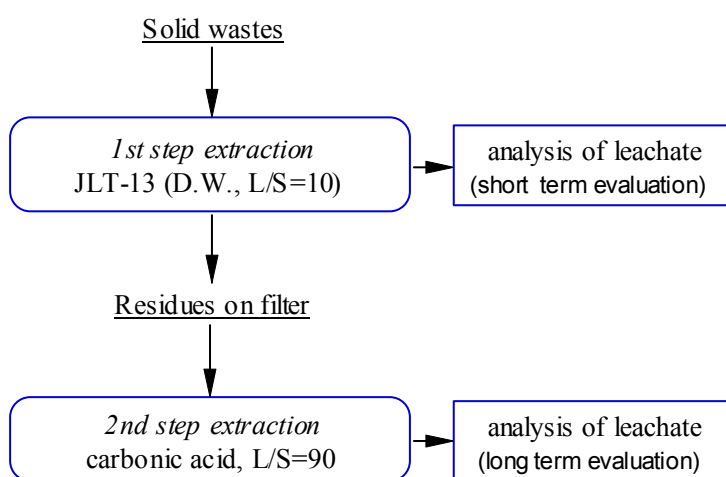 Solid wastes
1st step extraction
JLT-13 (D.W., L/S=10)
analysis of leachate
(short term evaluation)
Residues on filter
2nd step extraction
carbonic acid, L/S=90
analysis of leachate
(long term evaluation)